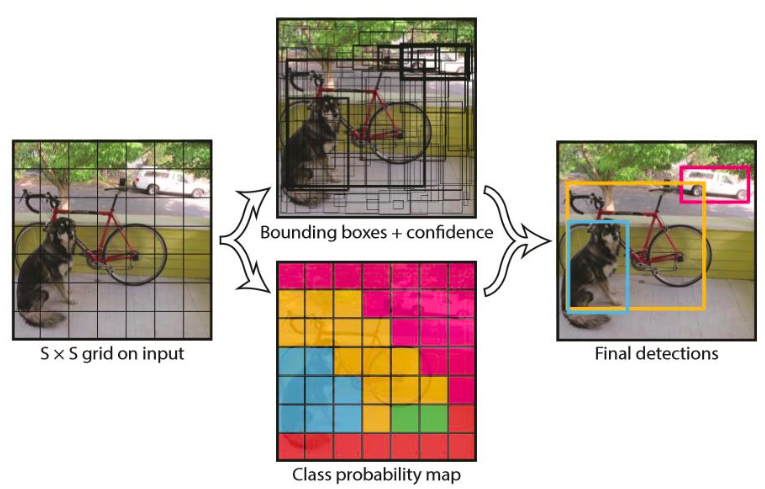 S × S grid on input
Bounding boxes + confidence
Class probability map
Final detections